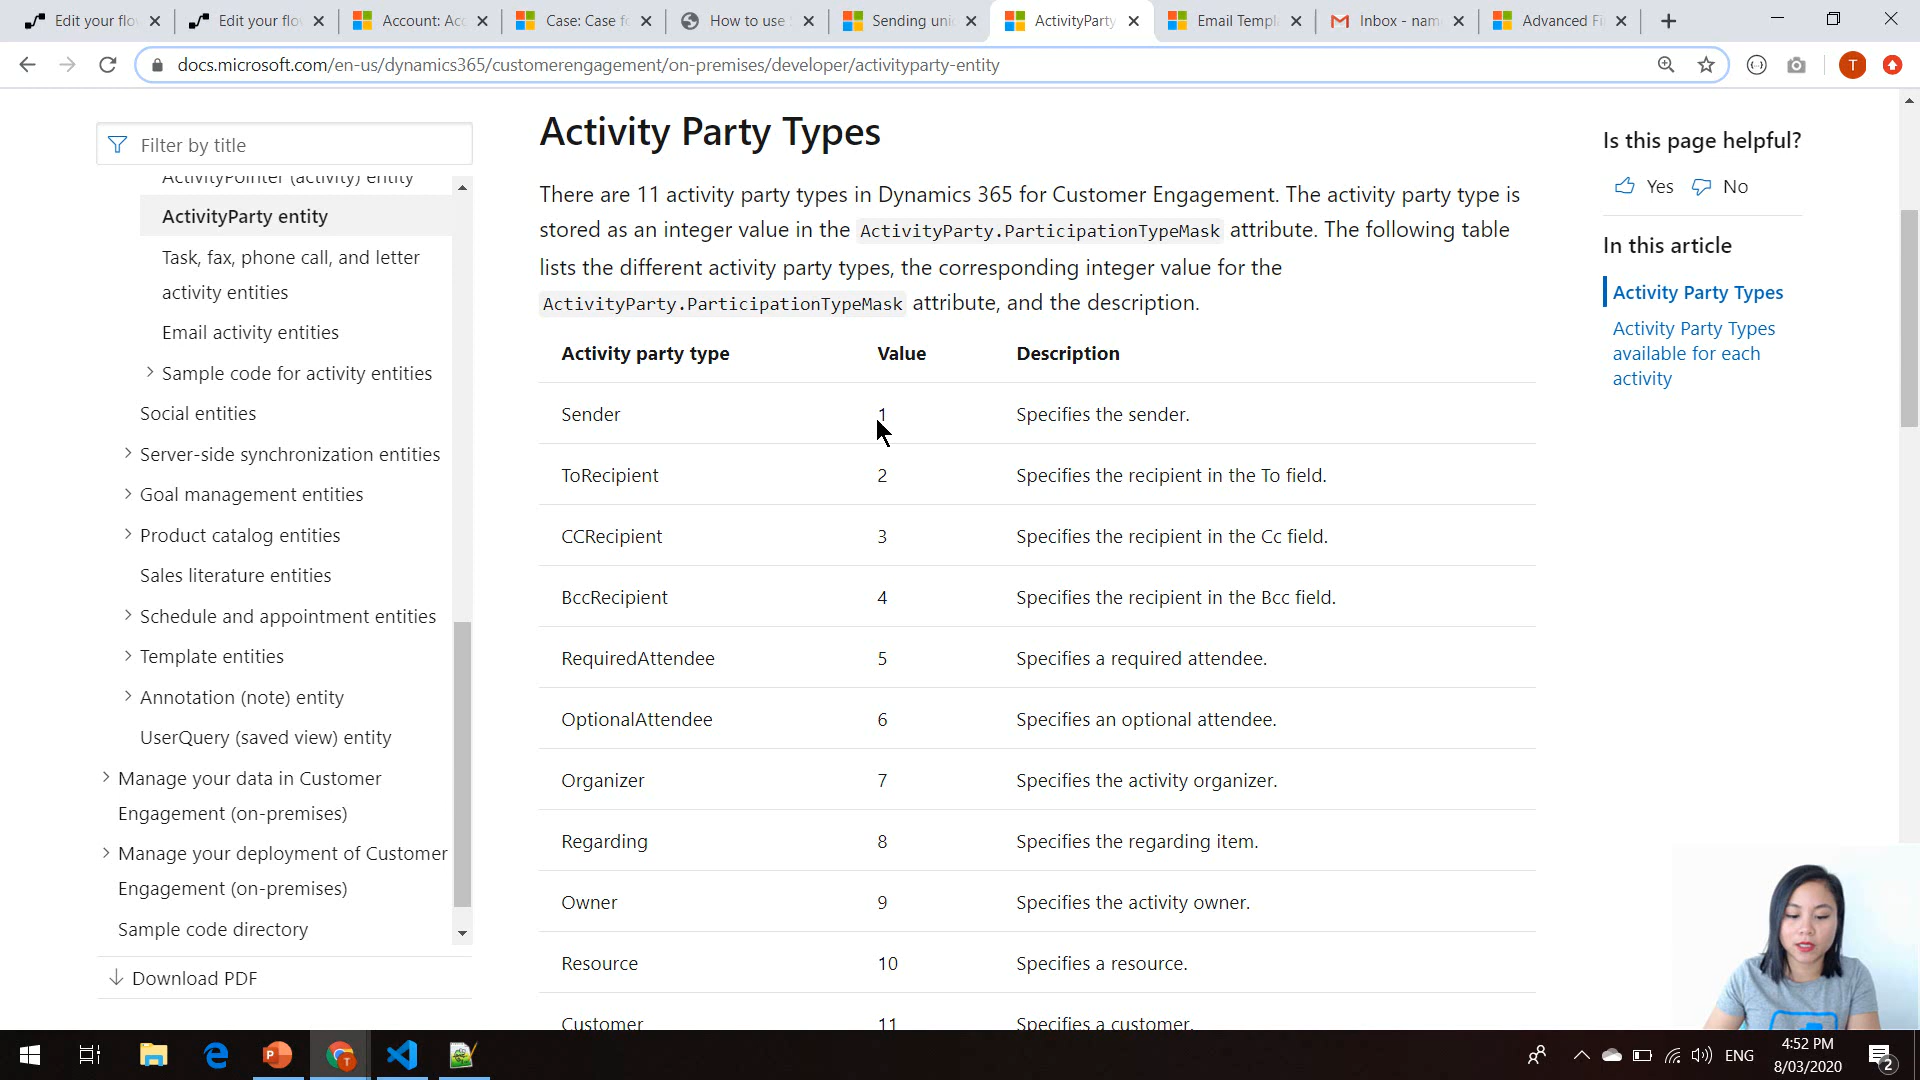 Edit your flo
Edit your flo
Account: Acc
Case: Case fo
How to use
Sending uni
ActivityParty
Email Templ
Inbox - nam
Advanced Fi
docs.microsoft.com/en-us/dynamics365/customerengagement/on-premises/developer/activityparty-entity
T
Filter by title
ActivityPointer (activity) entity
ActivityParty entity
Task, fax, phone call, and letter
activity entities
Email activity entities
Sample code for activity entities
Social entities
Server-side synchronization entities
Goal management entities
Product catalog entities
Sales literature entities
Schedule and appointment entities
Template entities
Annotation (note) entity
UserQuery (saved view) entity
Manage your data in Customer
Engagement (on-premises)
Manage your deployment of Customer
Engagement (on-premises)
Sample code directory
Download PDF
Activity Party Types
There are 11 activity party types in Dynamics 365 for Customer Engagement. The activity party type is
stored as an integer value in the ActivityParty.ParticipationTypeMask attribute. The following table
lists the different activity party types, the corresponding integer value for the
ActivityParty.ParticipationTypeMask attribute, and the description.
Activity party type Value Description
Sender 1 Specifies the sender.
ToRecipient 2 Specifies the recipient in the To field.
CCRecipient 3 Specifies the recipient in the Cc field.
BccRecipient 4 Specifies the recipient in the Bcc field.
RequiredAttendee 5 Specifies a required attendee.
OptionalAttendee 6 Specifies an optional attendee.
Organizer 7 Specifies the activity organizer.
Regarding 8 Specifies the regarding item.
Owner 9 Specifies the activity owner.
Resource 10 Specifies a resource.
Customer 11 Specifies a customer.
Is this page helpful?
Yes No
In this article
Activity Party Types
Activity Party Types
available for each
activity
ENG
4:52 PM
8/03/2020
2